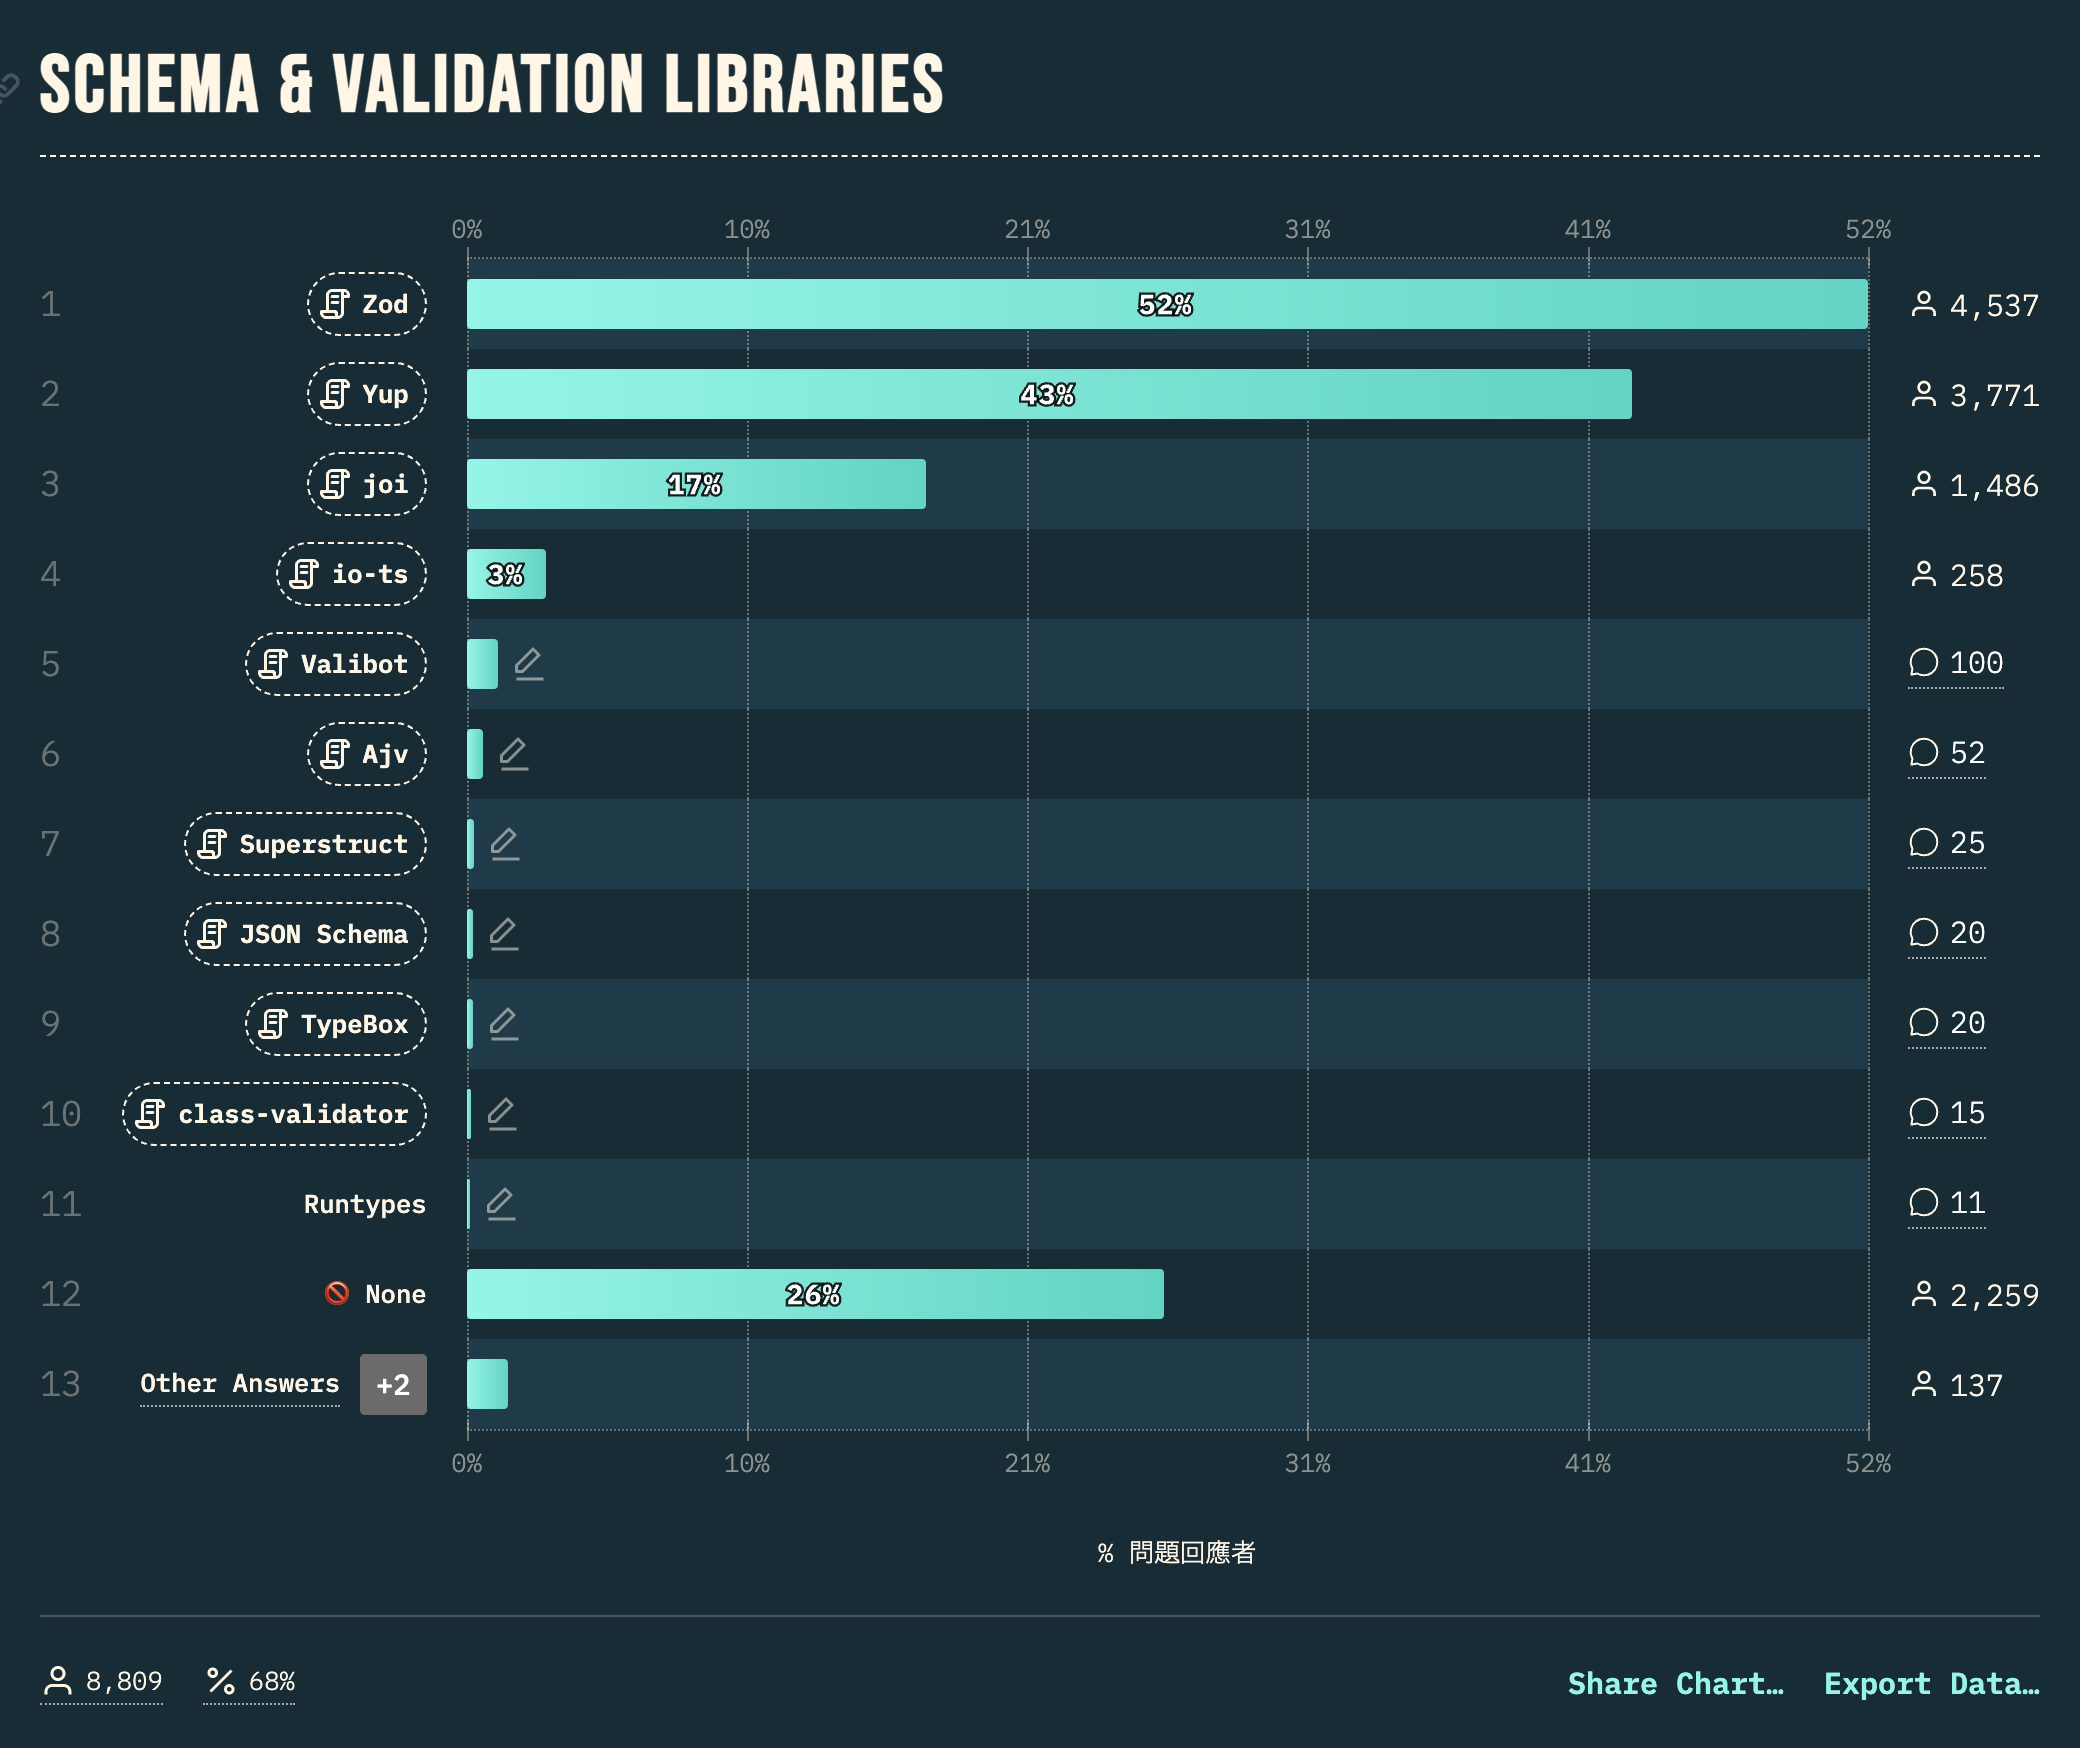 SCHEMA & VALIDATION LIBRARIES
0% 10% 21% 31% 41% 52%
1 Zod 52% 4,537
2 Yup 43% 3,771
3 joi 17% 1,486
4 io-ts 3% 258
5 Valibot 100
6 Ajv 52
7 Superstruct 25
8 JSON Schema 20
9 TypeBox 20
10 class-validator 15
11 Runtypes 11
12 None 26% 2,259
13 Other Answers +2 137
0% 10% 21% 31% 41% 52%
% 問題回應者
8,809 68% Share Chart… Export Data…